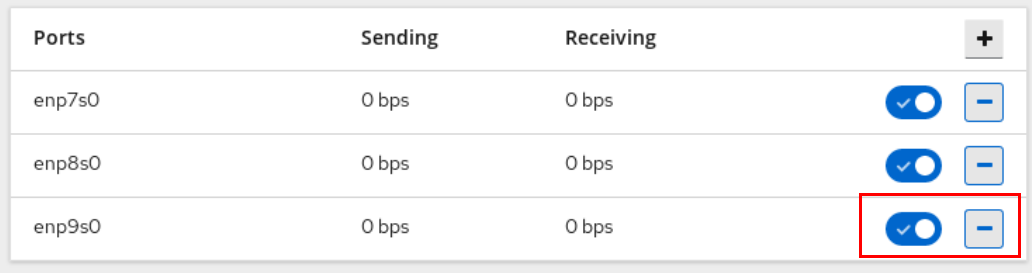 Ports Sending Receiving +
enp7s0 0 bps 0 bps −
enp8s0 0 bps 0 bps −
enp9s0 0 bps 0 bps −